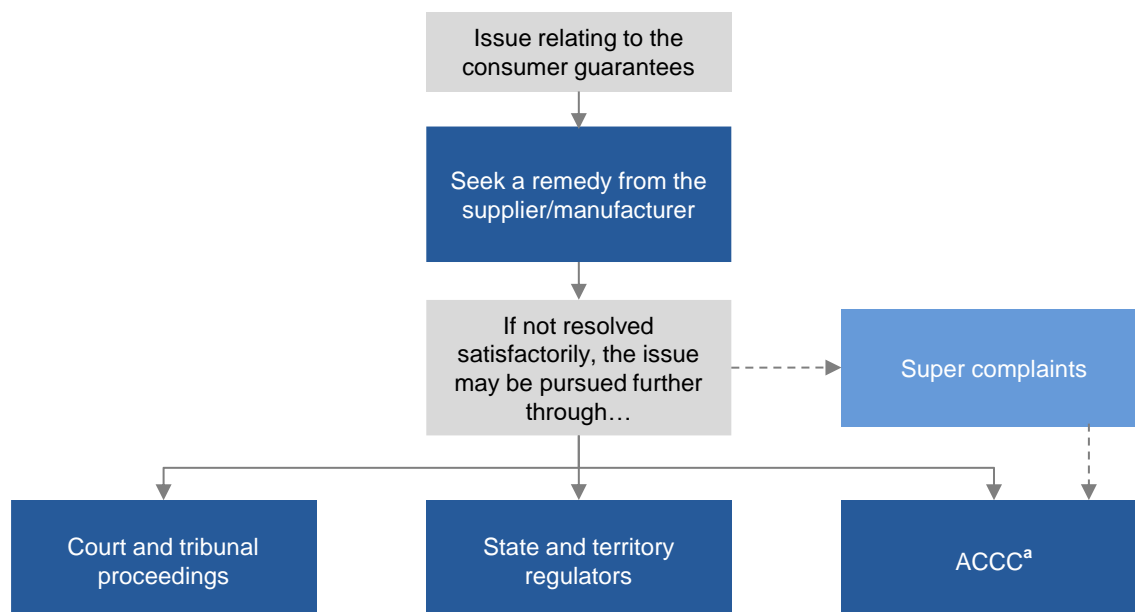 Issue relating to the
consumer guarantees
Seek a remedy from the
supplier/manufacturer
If not resolved
satisfactorily, the issue
may be pursued further
through…
Super complaints
Court and tribunal
proceedings
State and territory
regulators
ACCCᵃ